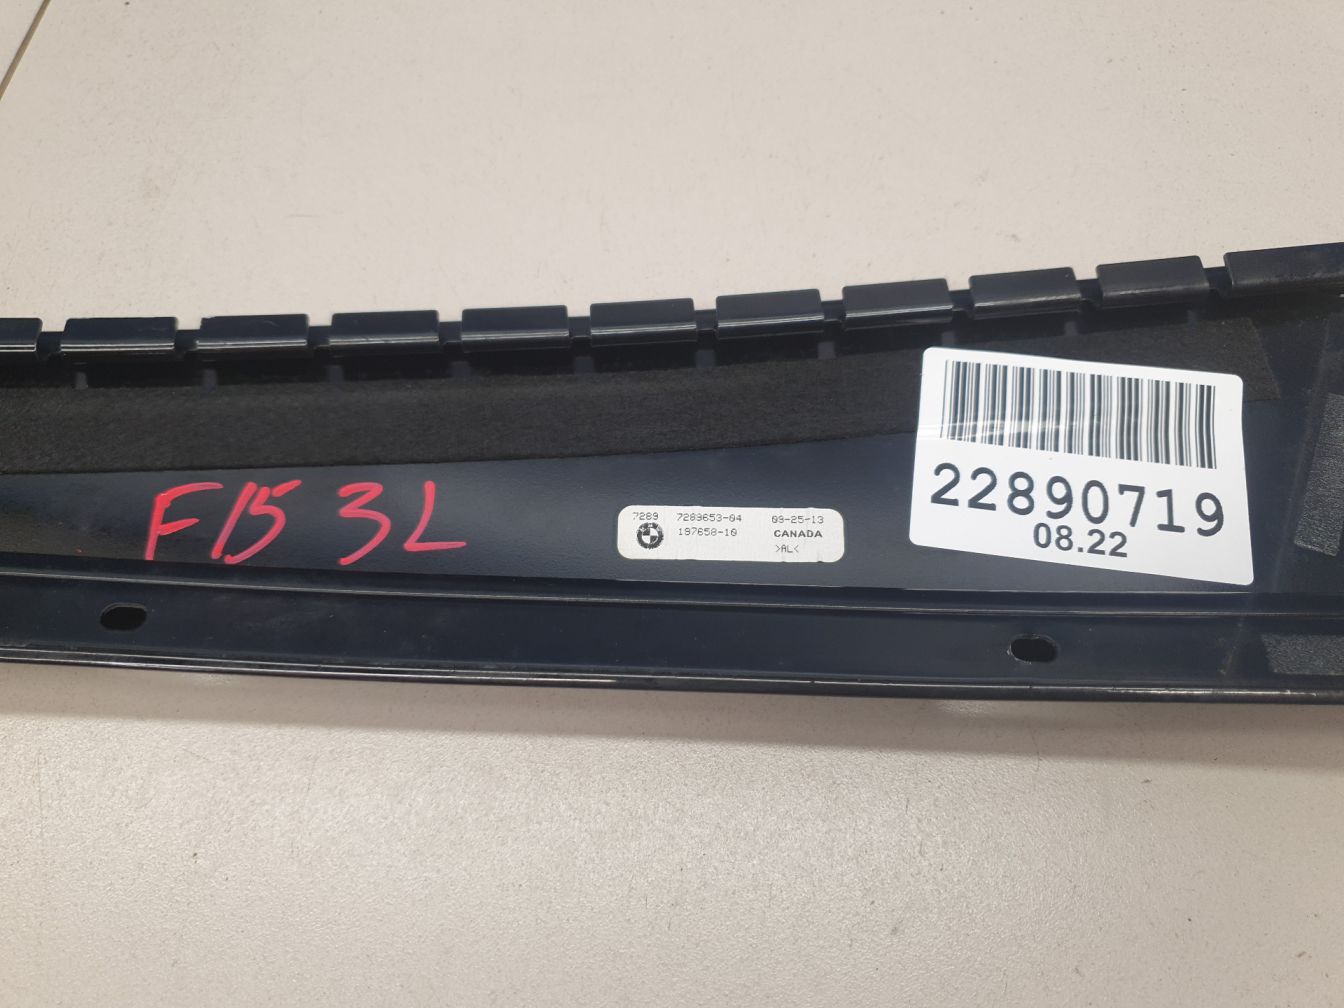 F15 3L
7289 7289653-04 09-25-13
197658-10 CANADA
>AL<
22890719
08.22